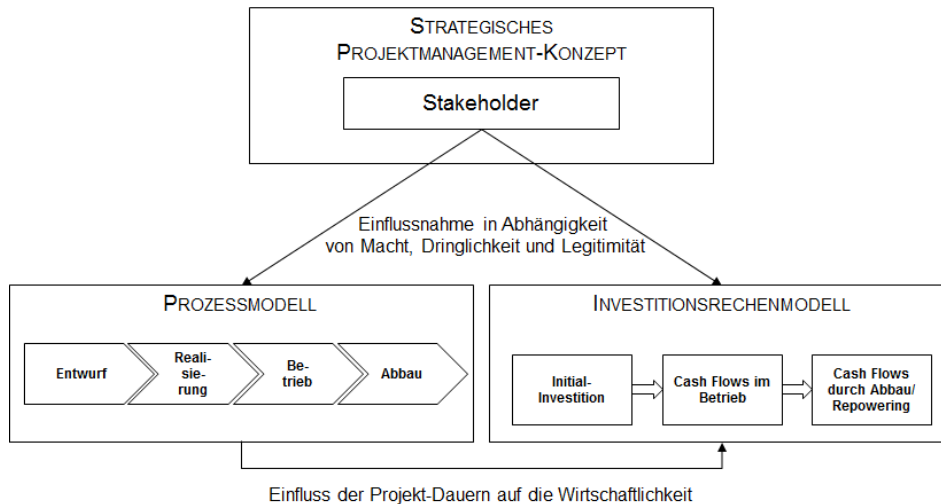 STRATEGISCHES
PROJEKTMANAGEMENT-KONZEPT
Stakeholder
Einflussnahme in Abhängigkeit
von Macht, Dringlichkeit und Legitimität
PROZESSMODELL
Entwurf
Reali-
sie-
rung
Be-
trieb
Abbau
INVESTITIONSRECHENMODELL
Initial-
Investition
Cash Flows im
Betrieb
Cash Flows
durch Abbau/
Repowering
Einfluss der Projekt-Dauern auf die Wirtschaftlichkeit